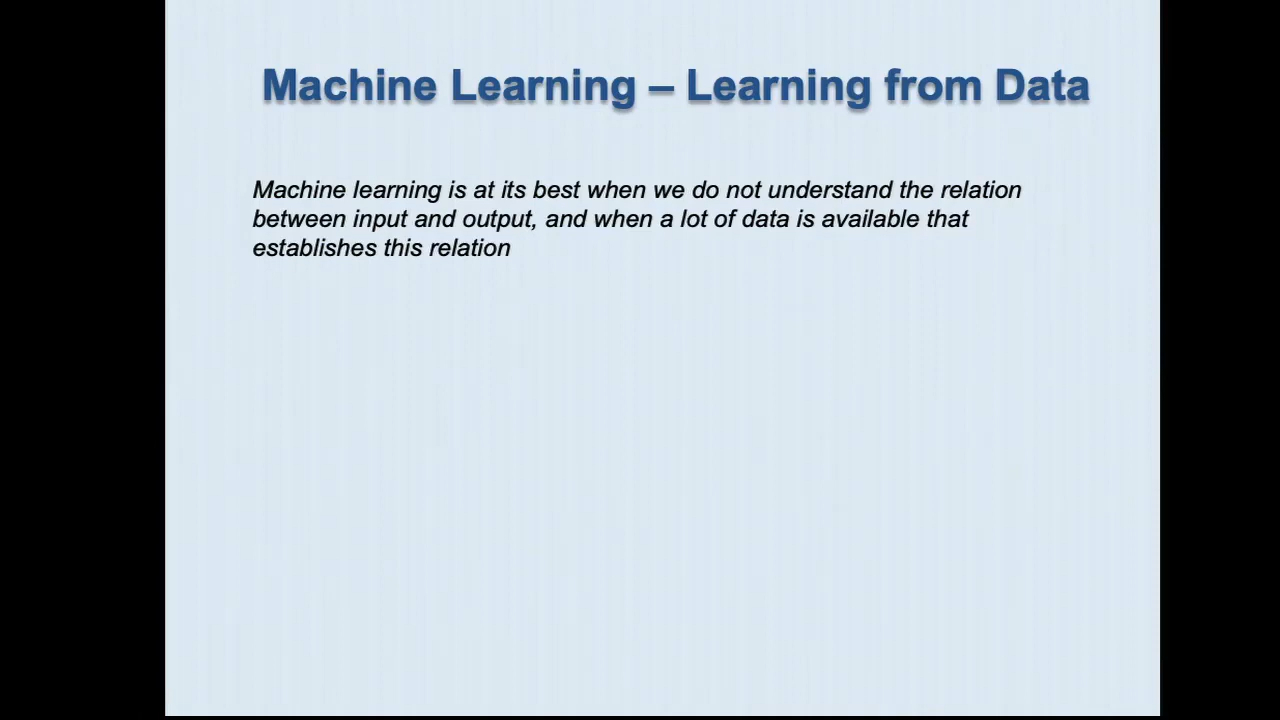 Machine Learning – Learning from Data
Machine learning is at its best when we do not understand the relation
between input and output, and when a lot of data is available that
establishes this relation